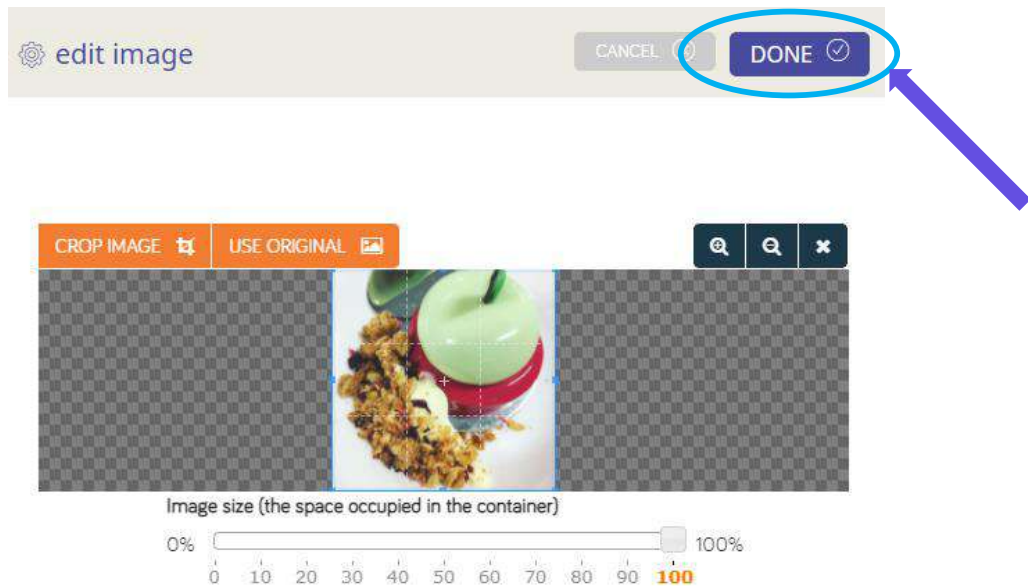 edit image
CANCEL
DONE
CROP IMAGE
USE ORIGINAL
Image size (the space occupied in the container)
0%
100%
0 10 20 30 40 50 60 70 80 90 100